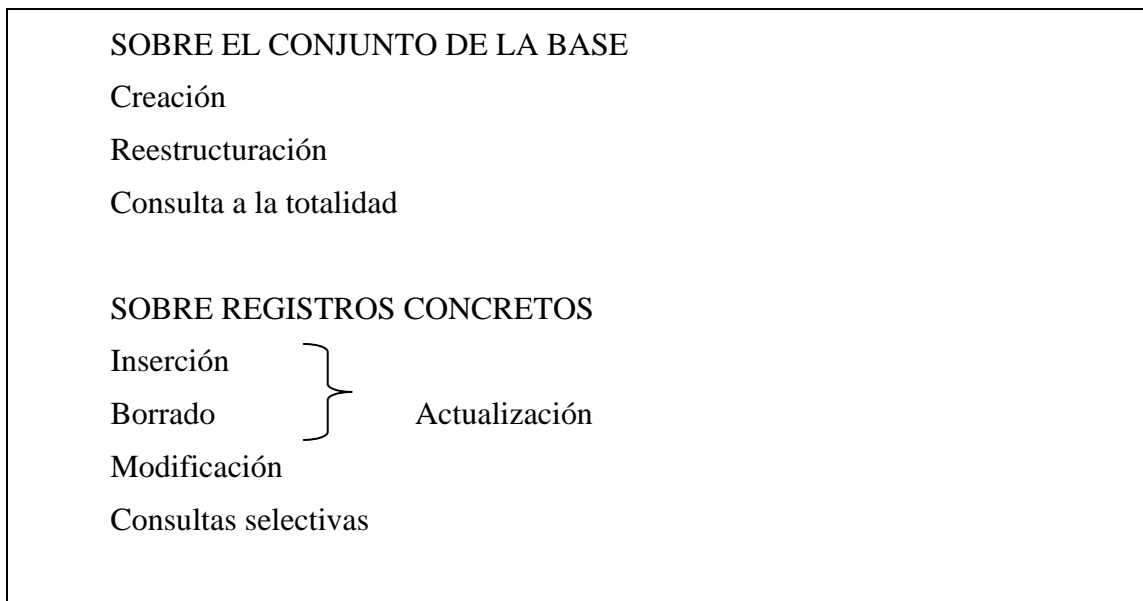 SOBRE EL CONJUNTO DE LA BASE
Creación
Reestructuración
Consulta a la totalidad
SOBRE REGISTROS CONCRETOS
Inserción
Borrado Actualización
Modificación
Consultas selectivas